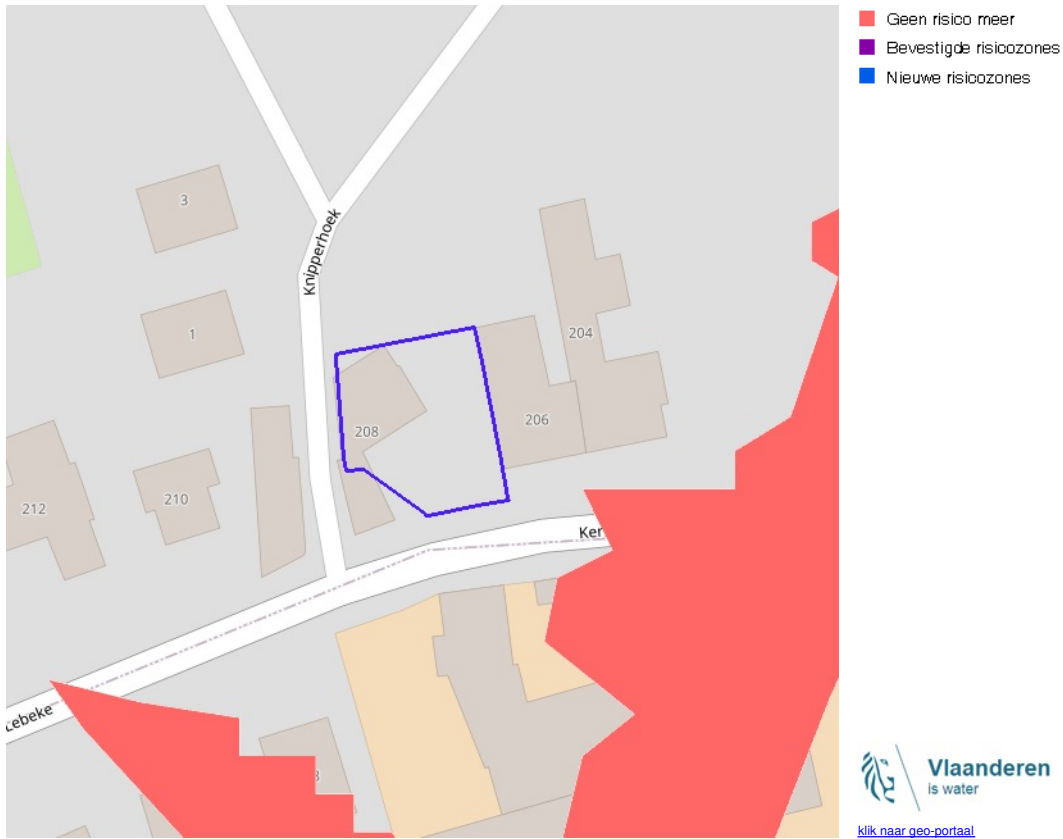 Geen risico meer
Bevestigde risicozones
Nieuwe risicozones
3
Knipperhoek
1
204
206
208
210
212
Ker
Lebeke
Vlaanderen
is water
klik naar geo-portaal